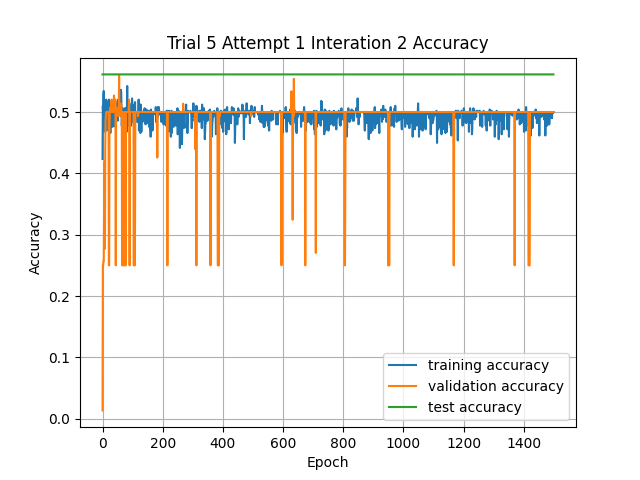 Trial 5 Attempt 1 Interation 2 Accuracy
Accuracy
0.5
0.4
0.3
0.2
0.1
0.0
training accuracy
validation accuracy
test accuracy
0 200 400 600 800 1000 1200 1400
Epoch